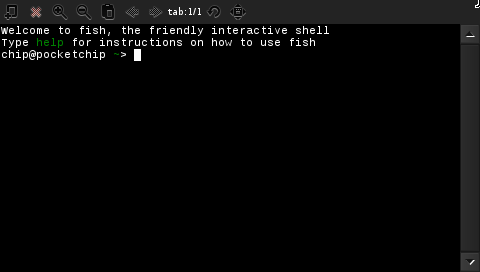 tab:1/1
Welcome to fish, the friendly interactive shell
Type help for instructions on how to use fish
chip@pocketchip ~>